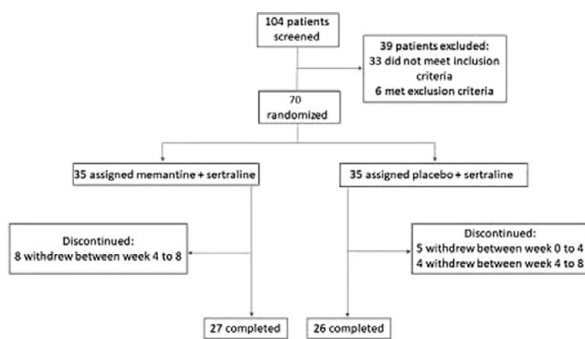 104 patients
screened
39 patients excluded:
33 did not meet inclusion
criteria
6 met exclusion criteria
70
randomized
35 assigned memantine + sertraline
35 assigned placebo + sertraline
Discontinued:
8 withdrew between week 4 to 8
Discontinued:
5 withdrew between week 0 to 4
4 withdrew between week 4 to 8
27 completed
26 completed